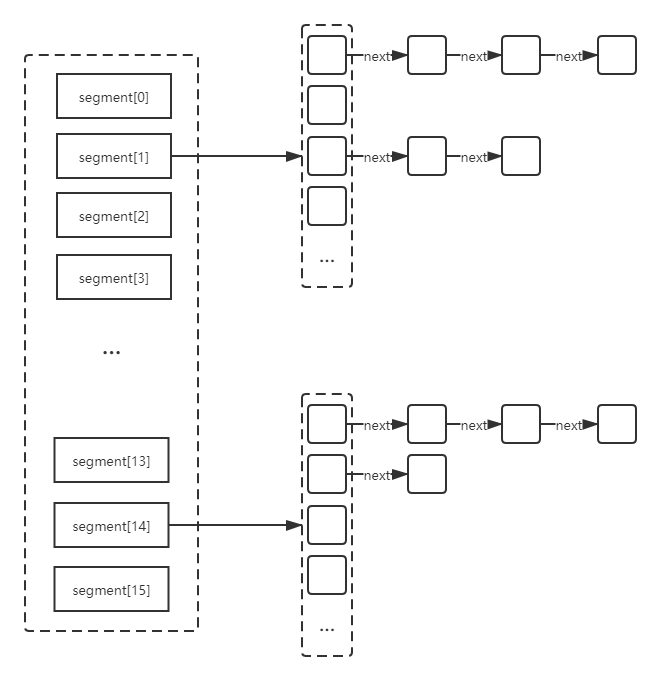 segment[0]
segment[1]
segment[2]
segment[3]
...
segment[13]
segment[14]
segment[15]
next next next
next next
...
next next next
next
...